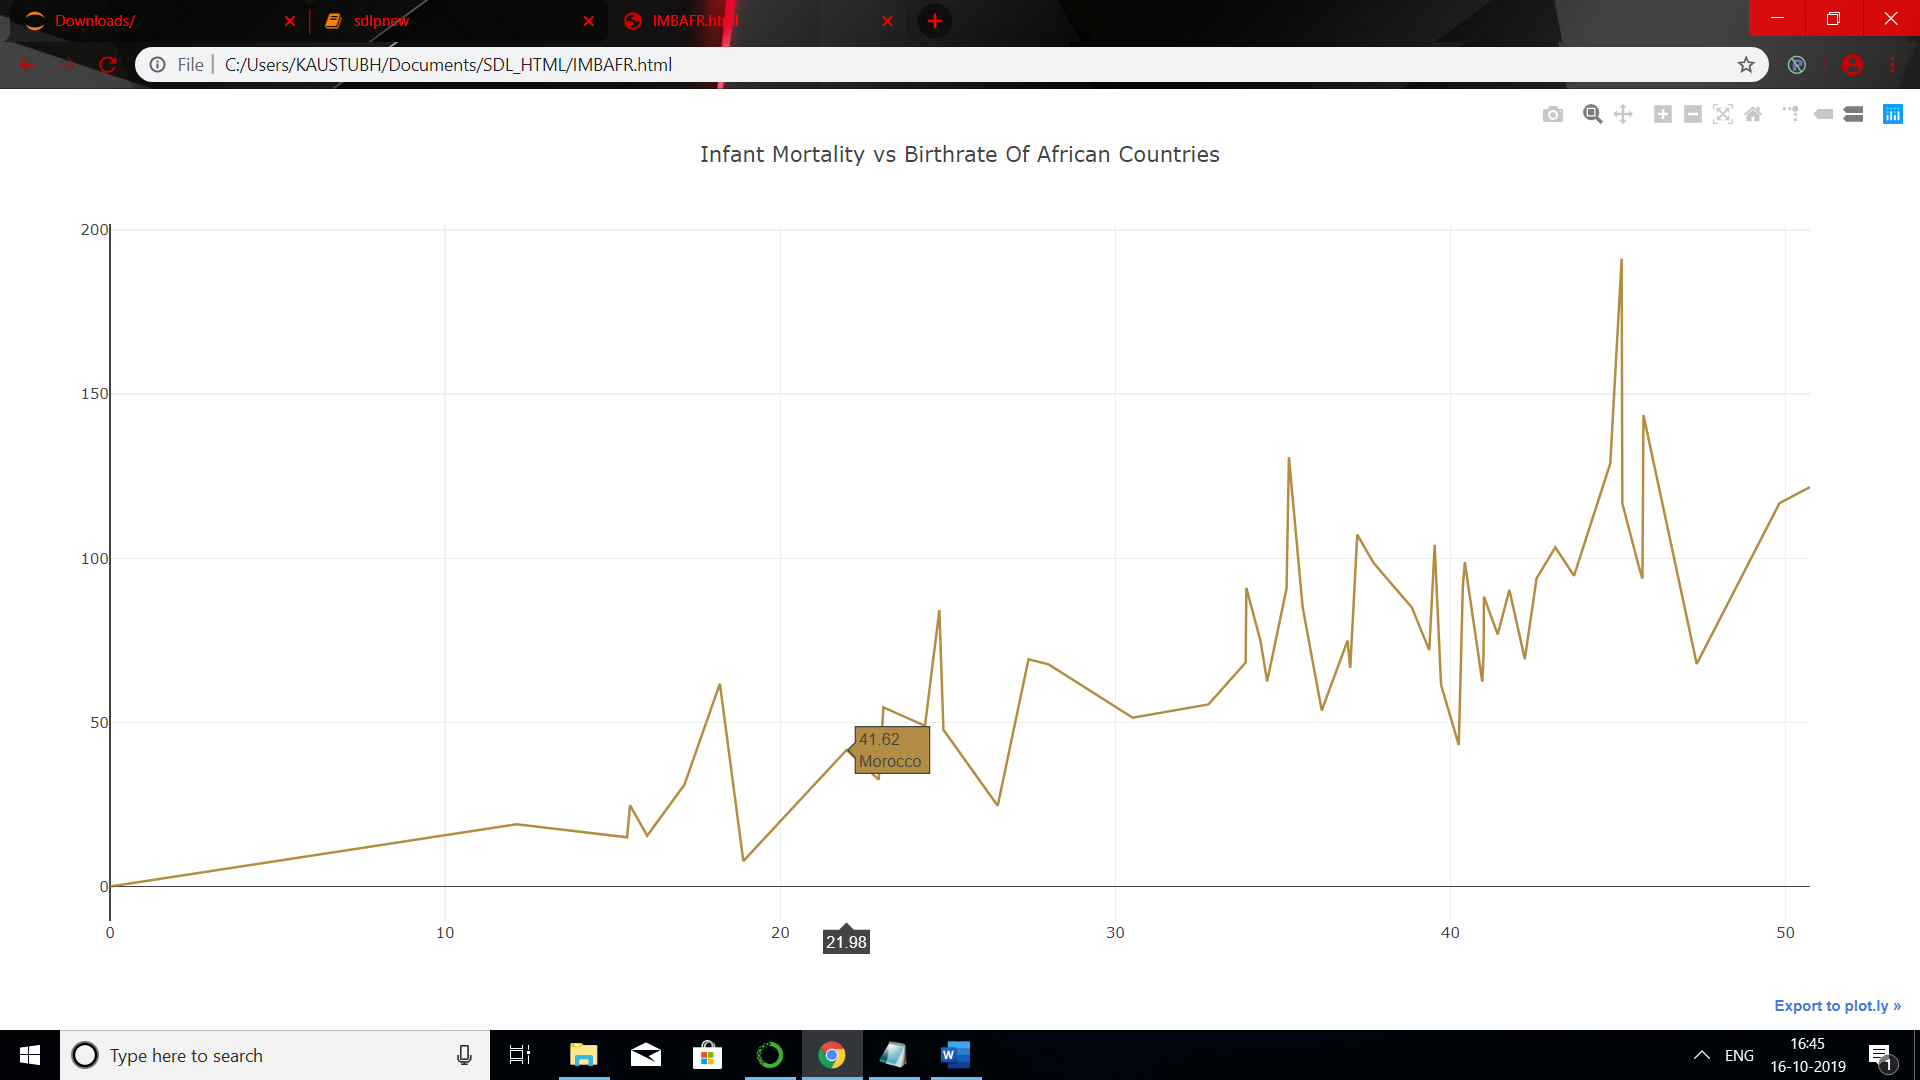 Downloads/
sdlpnew
IMBAFR.html
File
C:/Users/KAUSTUBH/Documents/SDL_HTML/IMBAFR.html
Infant Mortality vs Birthrate Of African Countries
200
150
100
50
0
41.62
Morocco
0
10
20
30
40
50
21.98
Export to plot.ly »
Type here to search
ENG
16:45
16-10-2019
1